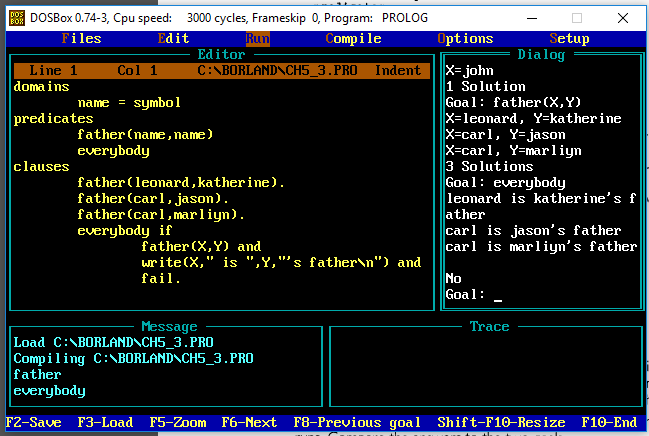 DOSBox 0.74-3, Cpu speed:    3000 cycles, Frameskip  0, Program:   PROLOG
Files Edit Run Compile Options Setup
Editor
Line 1 Col 1 C:\BORLAND\CH5_3.PRO Indent
domains
        name = symbol
predicates
        father(name,name)
        everybody
clauses
        father(leonard,katherine).
        father(carl,jason).
        father(carl,marliyn).
        everybody if
                father(X,Y) and
                write(X," is ",Y,"'s father\n") and
                fail.
Dialog
X=john
1 Solution
Goal: father(X,Y)
X=leonard, Y=katherine
X=carl, Y=jason
X=carl, Y=marliyn
3 Solutions
Goal: everybody
leonard is katherine's f
ather
carl is jason's father
carl is marliyn's father
No
Goal: _
Message
Load C:\BORLAND\CH5_3.PRO
Compiling C:\BORLAND\CH5_3.PRO
father
everybody
Trace
F2-Save F3-Load F5-Zoom F6-Next F8-Previous goal Shift-F10-Resize F10-End